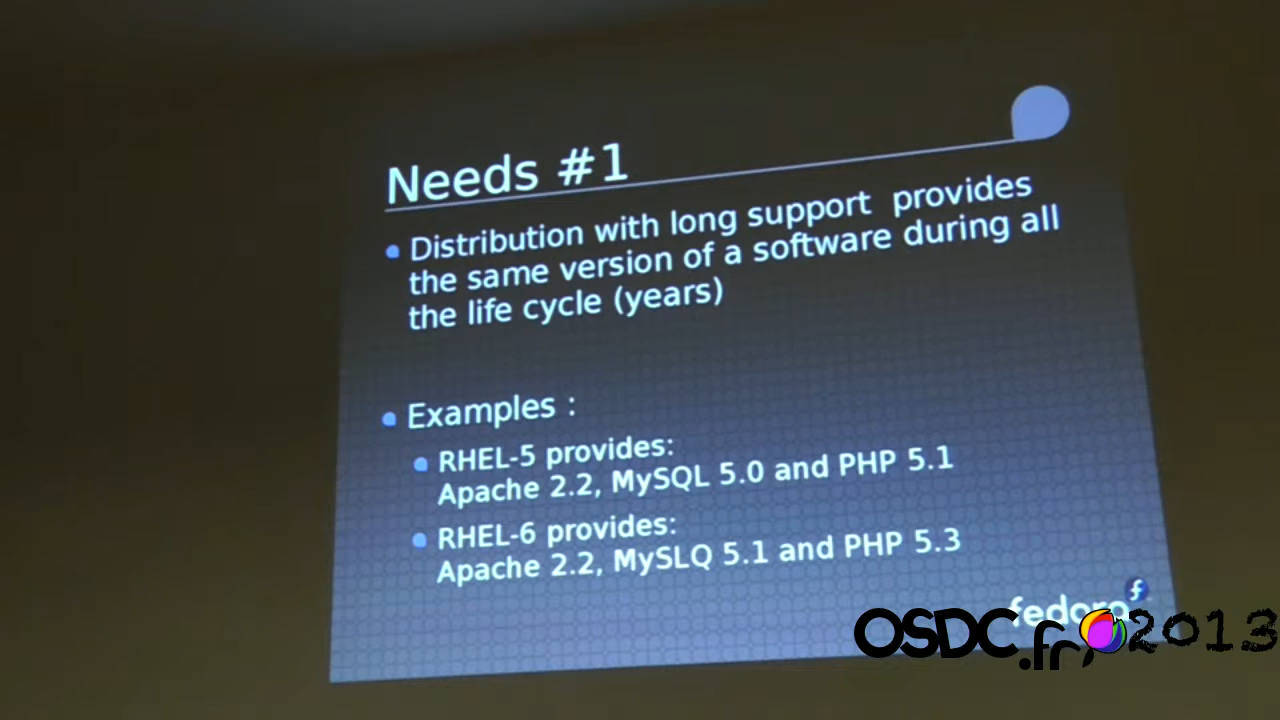 Needs #1
Distribution with long support provides
the same version of a software during all
the life cycle (years)
Examples :
RHEL-5 provides:
Apache 2.2, MySQL 5.0 and PHP 5.1
RHEL-6 provides:
Apache 2.2, MySLQ 5.1 and PHP 5.3
fedora
OSDC.fr 2013